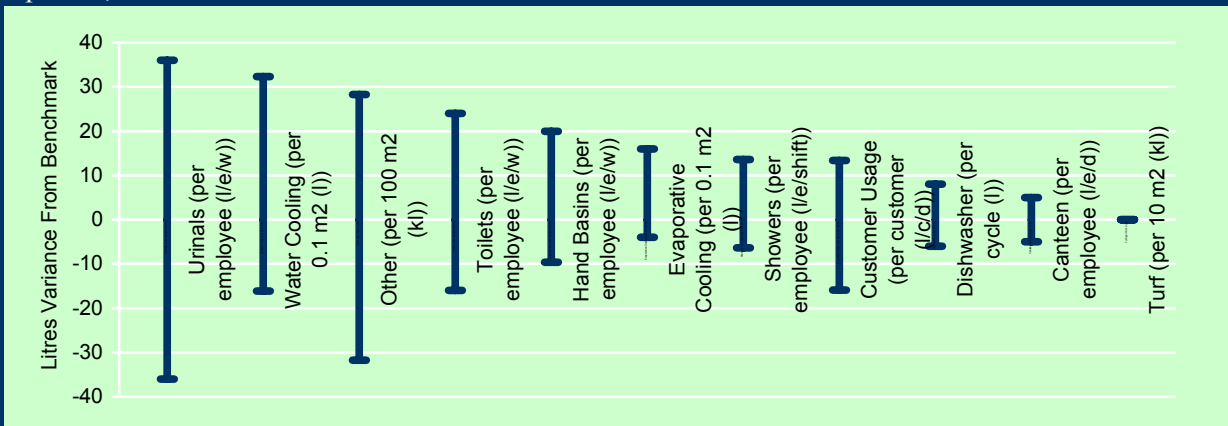 Litres Variance From Benchmark
40
30
20
10
0
-10
-20
-30
-40
Urinals (per
employee (l/e/w))
Water Cooling (per
0.1 m2 (l))
Other (per 100 m2
(kl))
Toilets (per
employee (l/e/w))
Hand Basins (per
employee (l/e/w))
Evaporative
Cooling (per 0.1 m2
(l))
Showers (per
employee (l/e/shift))
Customer Usage
(per customer
(l/c/d))
Dishwasher (per
cycle (l))
Canteen (per
employee (l/e/d))
Turf (per 10 m2 (kl))